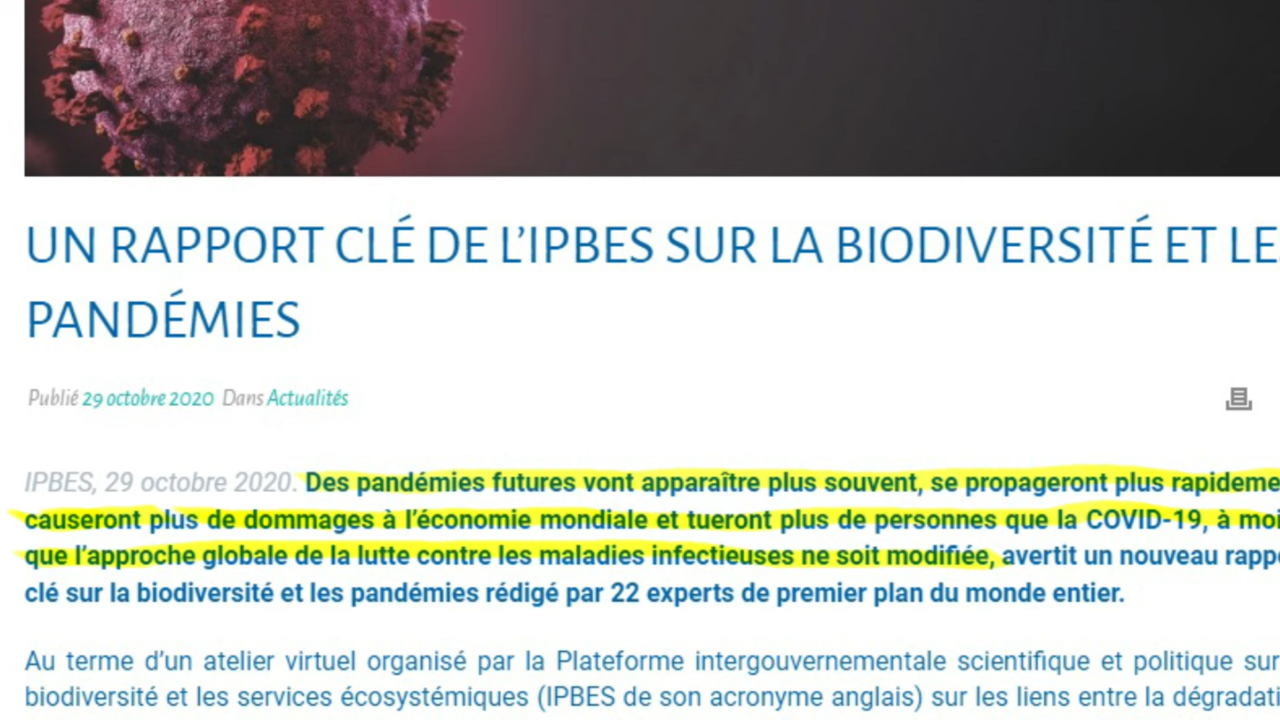 UN RAPPORT CLÉ DE L’IPBES SUR LA BIODIVERSITÉ ET
PANDÉMIES
Publié 29 octobre 2020 Dans Actualités
IPBES, 29 octobre 2020. Des pandémies futures vont apparaître plus souvent, se propageront plus
causeront plus de dommages à l’économie mondiale et tueront plus de personnes que la COVID-19, à
que l’approche globale de la lutte contre les maladies infectieuses ne soit modifiée, avertit un nouveau
clé sur la biodiversité et les pandémies rédigé par 22 experts de premier plan du monde entier.
Au terme d’un atelier virtuel organisé par la Plateforme intergouvernementale scientifique et politique sur
biodiversité et les services écosystémiques (IPBES de son acronyme anglais) sur les liens entre la